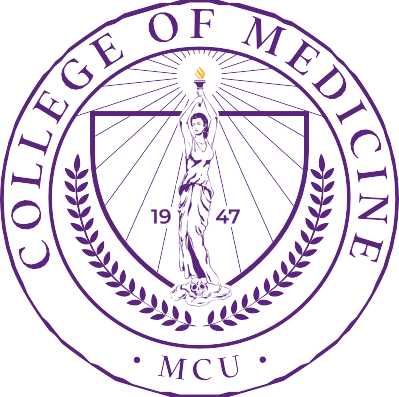 COLLEGE OF MEDICINE
19 47
• MCU •